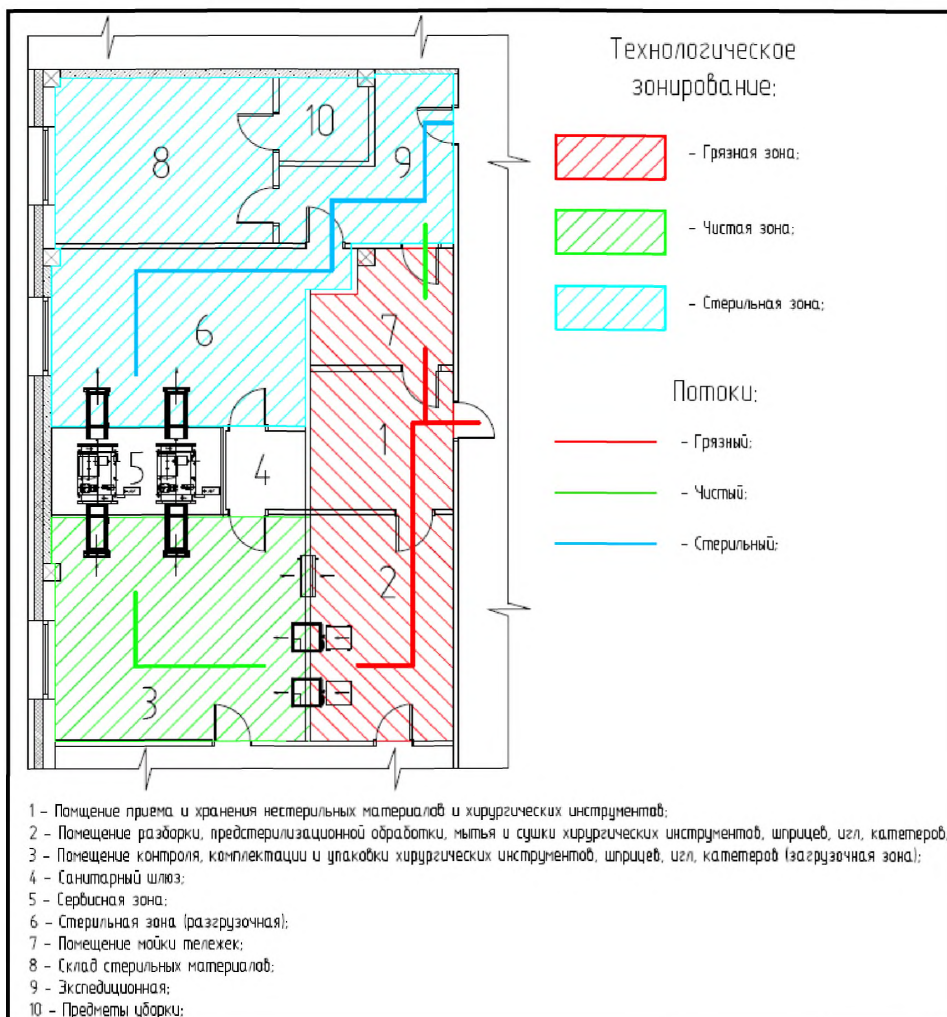 Технологическое
зонирование:
- Грязная зона;
- Чистая зона;
- Стерильная зона;
Потоки:
- Грязный;
- Чистый;
- Стерильный;
10
8
9
7
6
1
5
4
2
3
1 - Помщение приема и хранения нестерильных материалов и хирургических инструментов;
2 - Помещение разборки, предстерилизационной обработки, мытья и сушки хирургических инструментов, шприцев, игл, катетеров;
3 - Помещение контроля, комплектации и упаковки хирургических инструментов, шприцев, игл, катетеров (загрузочная зона);
4 - Санитарный шлюз;
5 - Сервисная зона;
6 - Стерильная зона (разгрузочная);
7 - Помещение мойки тележек;
8 - Склад стерильных материалов;
9 - Экспедиционная;
10 - Предметы уборки;